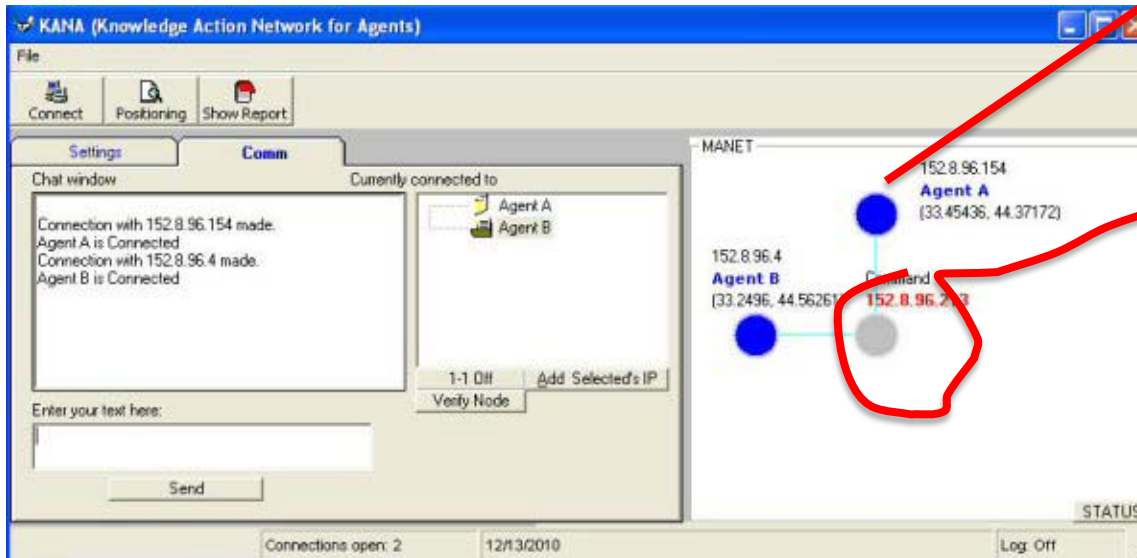 KANA (Knowledge Action Network for Agents)
File
Connect Positioning Show Report
Settings Comm
Chat window
Connection with 152.8.96.154 made.
Agent A is Connected
Connection with 152.8.96.4 made.
Agent B is Connected
Currently connected to
Agent A
Agent B
1-1 Off Add Selected's IP
Verify Node
Enter your text here:
Send
MANET
152.8.96.154
Agent A
(33.45436, 44.37172)
152.8.96.4
Agent B
(33.2496,
STATUS
Connections open: 2 12/13/2010 Log: Off